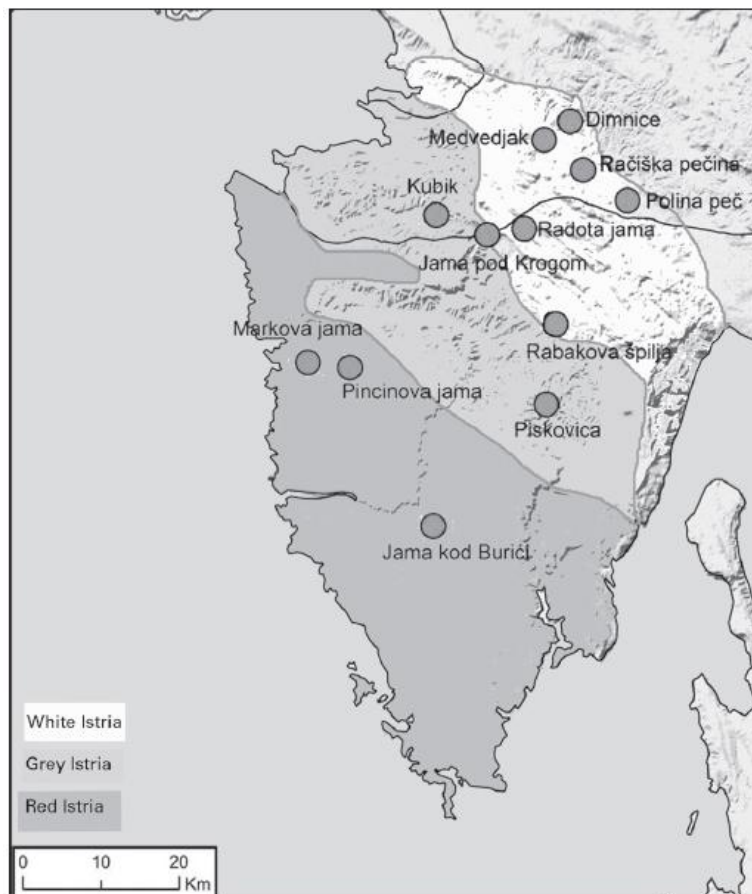 Dimnice
Medvedjak
Račiška pečina
Kubik
Polina peč
Radota jama
Jama pod Krogom
Markova jama
Rabakova špilja
Pincinova jama
Piskovica
Jama kod Burići
White Istria
Grey Istria
Red Istria
0 10 20
Km